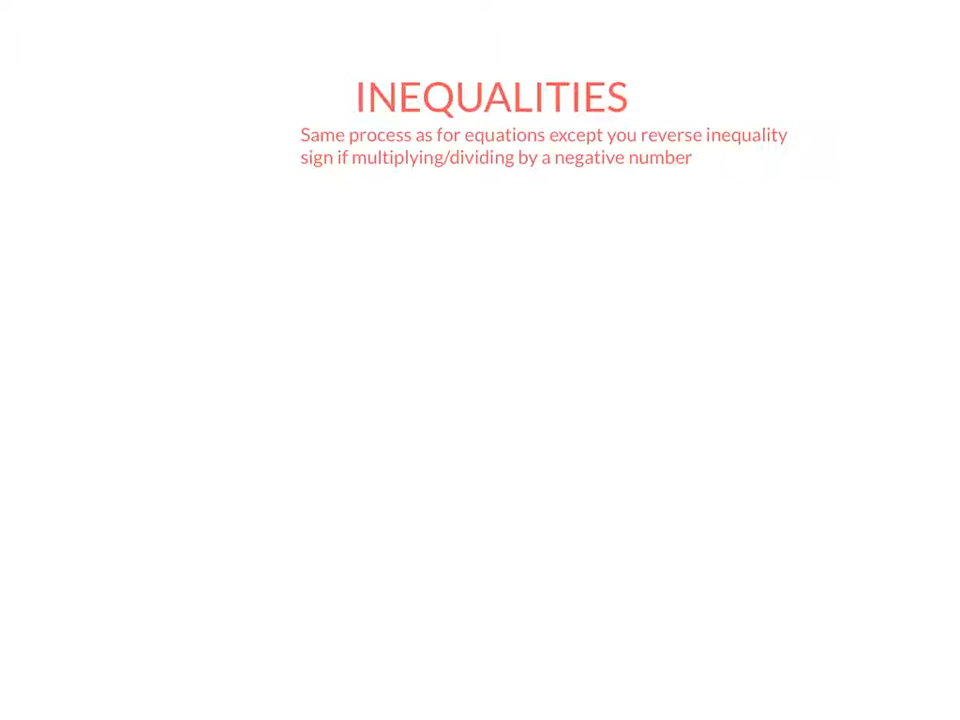 INEQUALITIES
Same process as for equations except you reverse inequality
sign if multiplying/dividing by a negative number